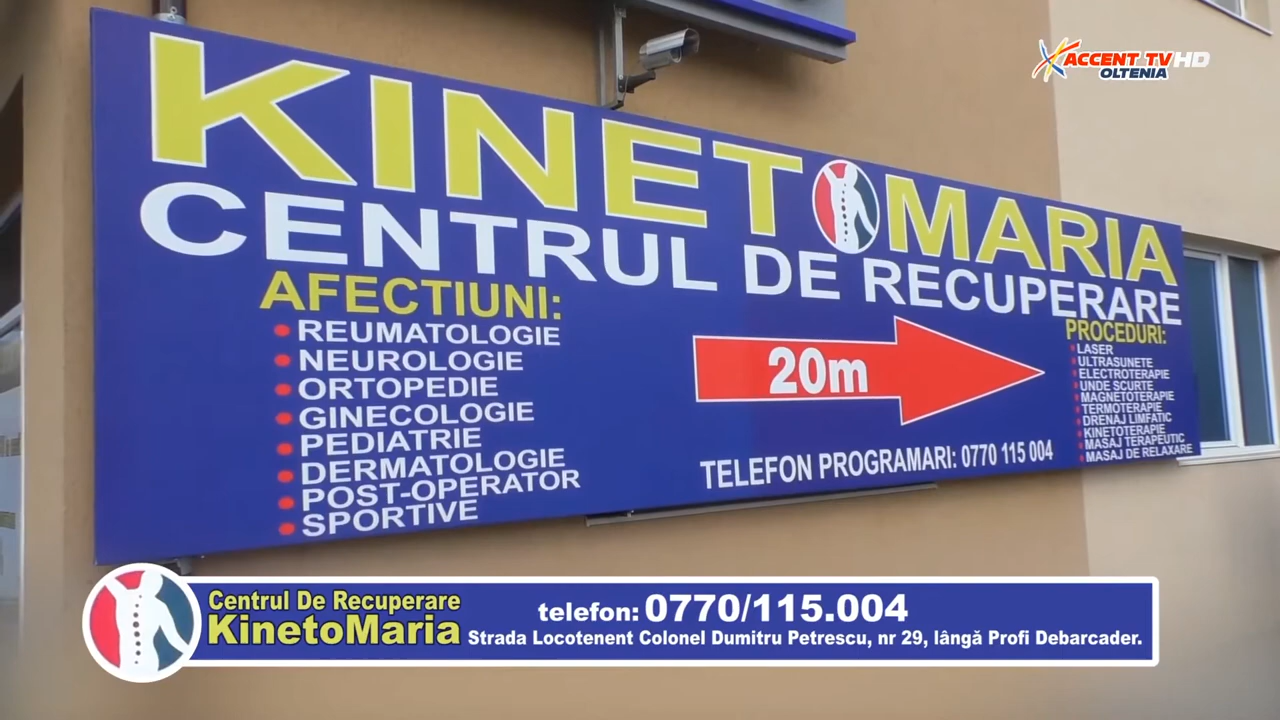 ACCENT TV HD
OLTENIA
KINETOMARIA
CENTRUL DE RECUPERARE
AFECTIUNI:
REUMATOLOGIE
NEUROLOGIE
ORTOPEDIE
GINECOLOGIE
PEDIATRIE
DERMATOLOGIE
POST-OPERATOR
SPORTIVE
20m
TELEFON PROGRAMARI: 0770 115 004
PROCEDURI:
LASER
ULTRASUNETE
ELECTROTERAPIE
UNDE SCURTE
MAGNETOTERAPIE
TERMOTERAPIE
DRENAJ LIMFATIC
KINETOTERAPIE
MASAJ TERAPEUTIC
MASAJ DE RELAXARE
Centrul De Recuperare
KinetoMaria
telefon: 0770/115.004
Strada Locotenent Colonel Dumitru Petrescu, nr 29, lângă Profi Debarcader.